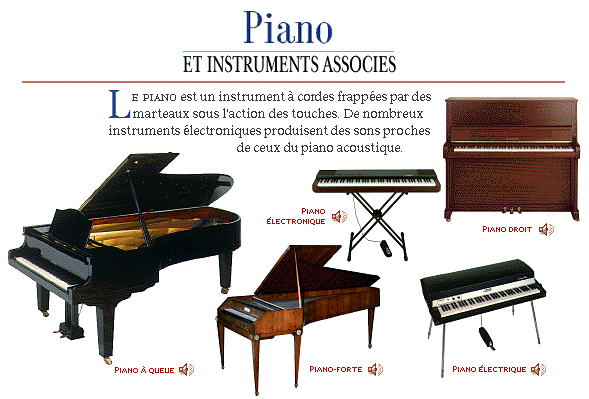 Piano
ET INSTRUMENTS ASSOCIES
LE PIANO est un instrument à cordes frappées par des
marteaux sous l'action des touches. De nombreux
instruments électroniques produisent des sons proches
de ceux du piano acoustique.
PIANO
ÉLECTRONIQUE
PIANO DROIT
PIANO À QUEUE
PIANO-FORTE
PIANO ÉLECTRIQUE